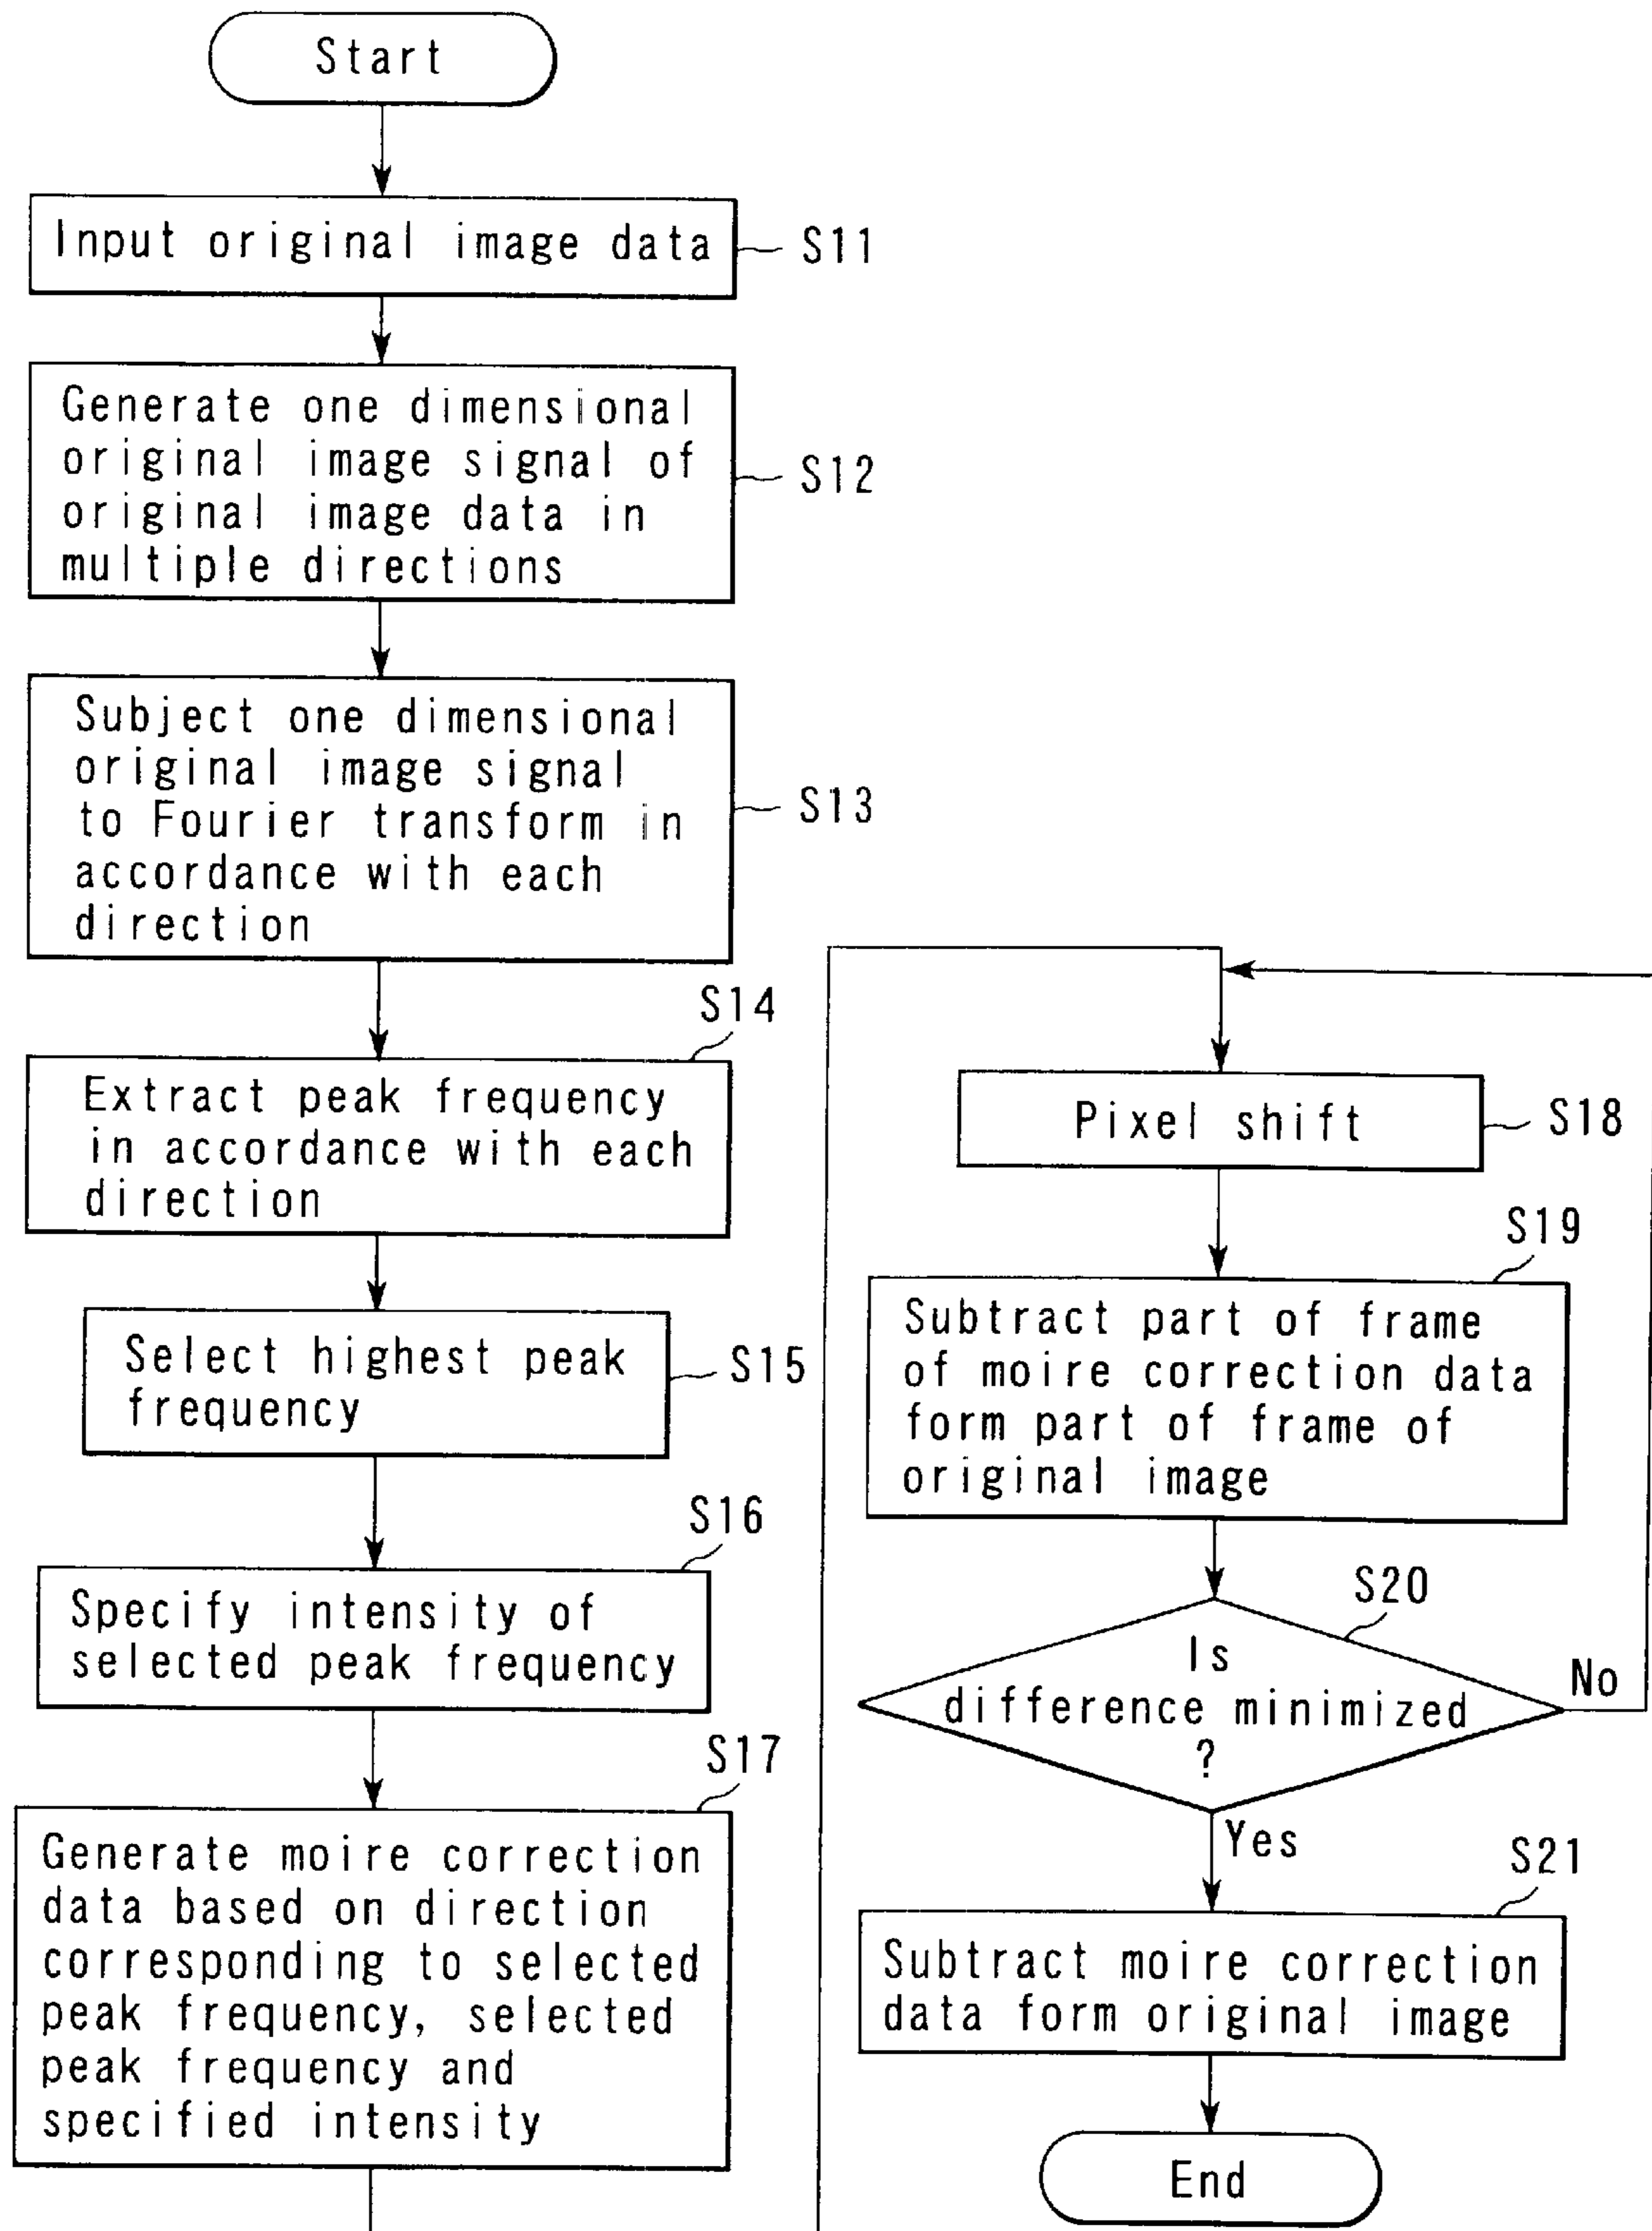 Start
Input original image data
S11
Generate one dimensional
original image signal of
original image data in
multiple directions
S12
Subject one dimensional
original image signal
to Fourier transform in
accordance with each
direction
S13
S14
Extract peak frequency
in accordance with each
direction
Select highest peak
frequency
S15
S16
Specify intensity of
selected peak frequency
S17
Generate moire correction
data based on direction
corresponding to selected
peak frequency, selected
peak frequency and
specified intensity
Pixel shift
S18
S19
Subtract part of frame
of moire correction data
form part of frame of
original image
S20
Is
difference minimized
?
No
Yes
S21
Subtract moire correction
data form original image
End